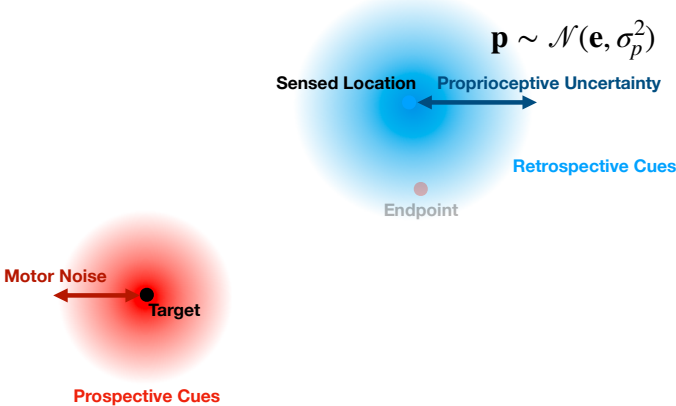 p ∼ 𝒩(e, σ_p^2)
Sensed Location Proprioceptive Uncertainty
Retrospective Cues
Endpoint
Motor Noise
Target
Prospective Cues